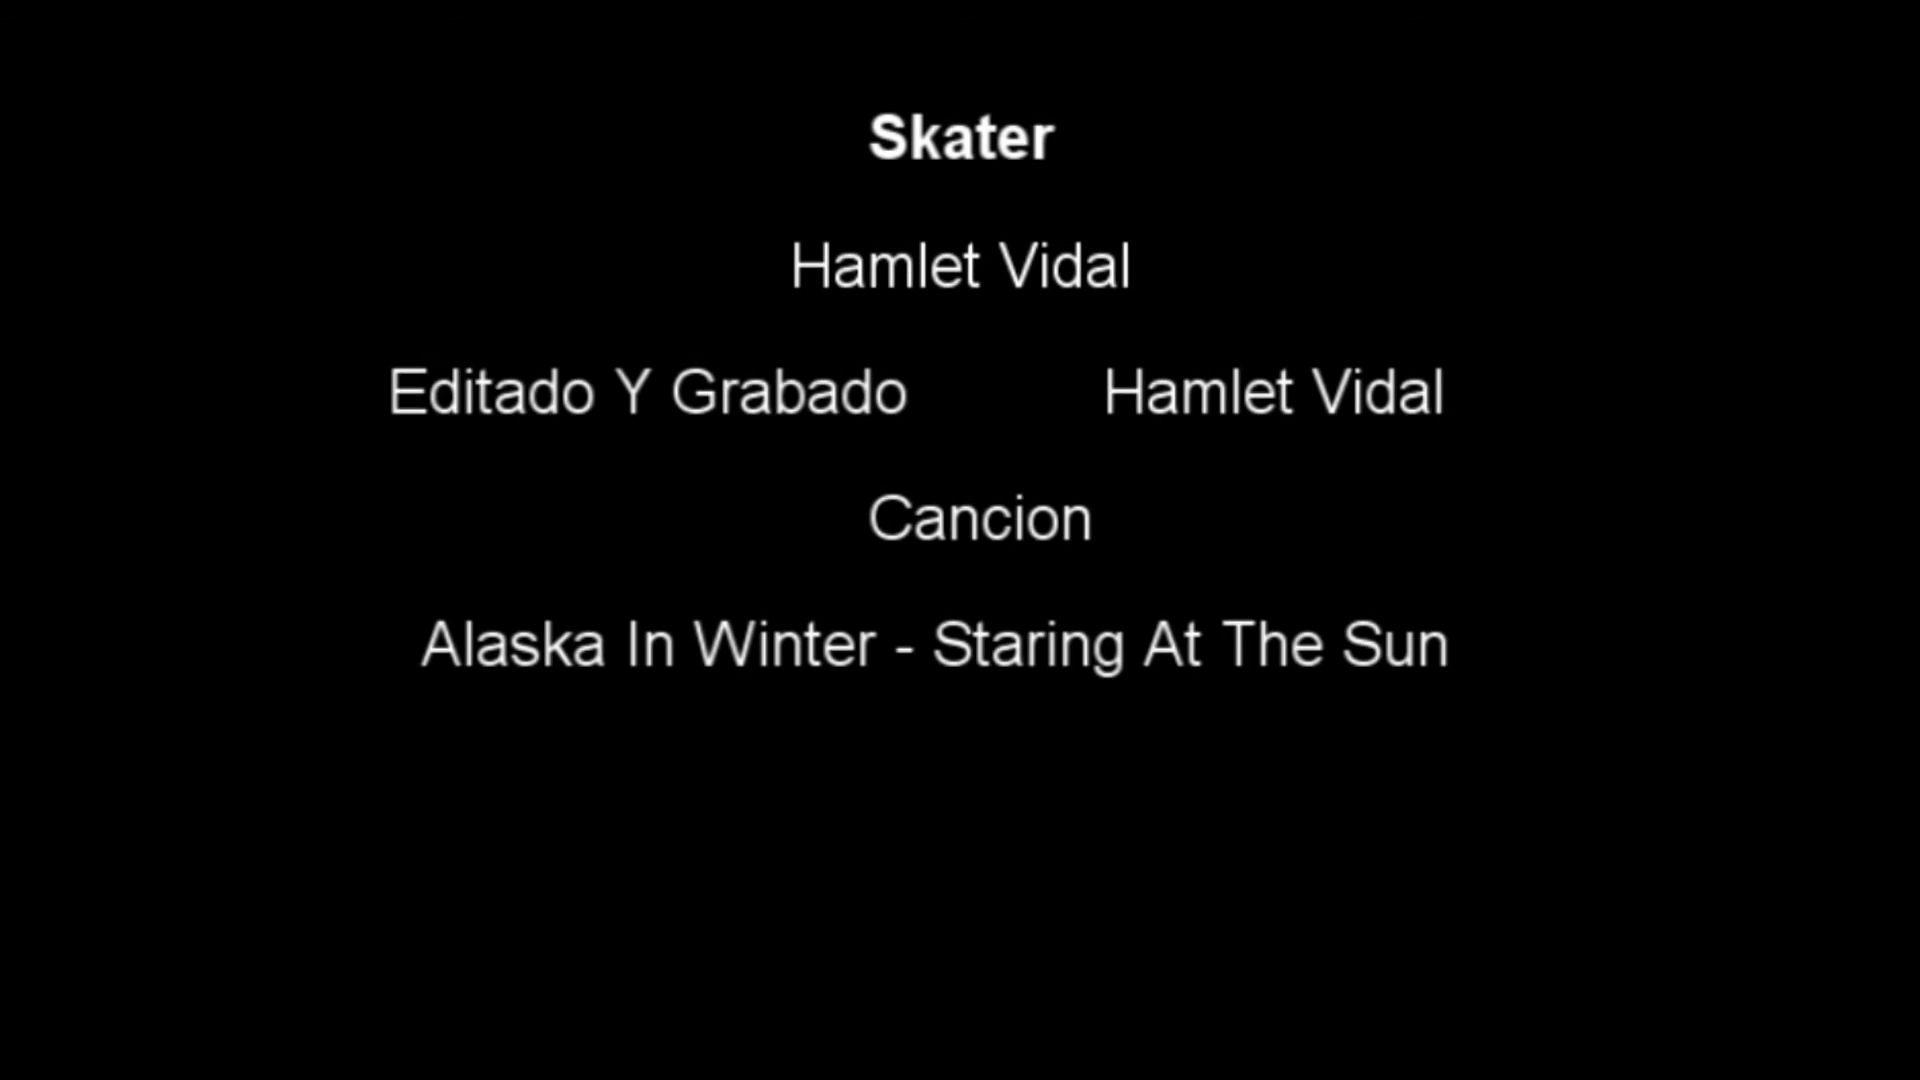 Skater
Hamlet Vidal
Editado Y Grabado Hamlet Vidal
Cancion
Alaska In Winter - Staring At The Sun